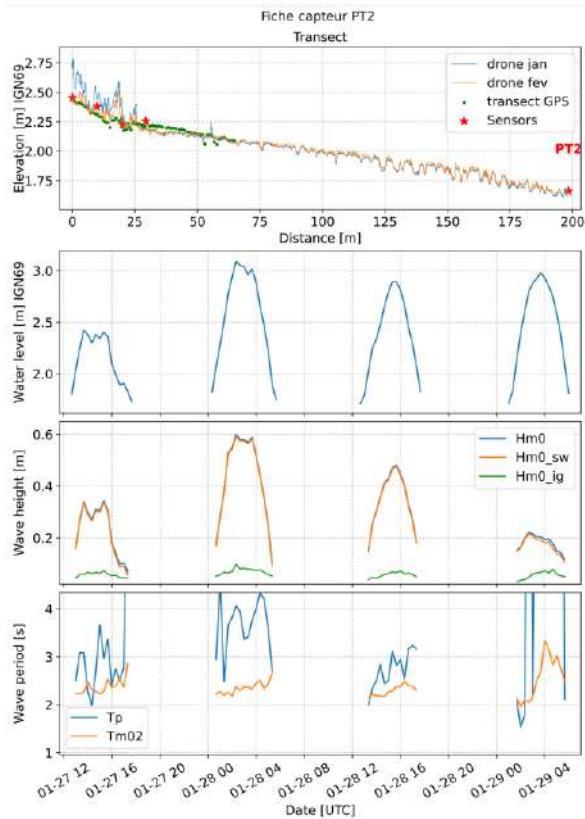 Fiche capteur PT2
Transect
Elevation [m] IGN69
2.75
2.50
2.25
2.00
1.75
drone jan
drone fev
transect GPS
Sensors
PT2
0 25 50 75 100 125 150 175 200
Distance [m]
Water level [m] IGN69
3.0
2.5
2.0
Wave height [m]
0.6
0.4
0.2
Hm0
Hm0_sw
Hm0_ig
Wave period [s]
4
3
2
1
Tp
Tm02
01-27 12 01-27 16 01-27 20 01-28 00 01-28 04 01-28 08 01-28 12 01-28 16 01-28 20 01-29 00 01-29 04
Date [UTC]